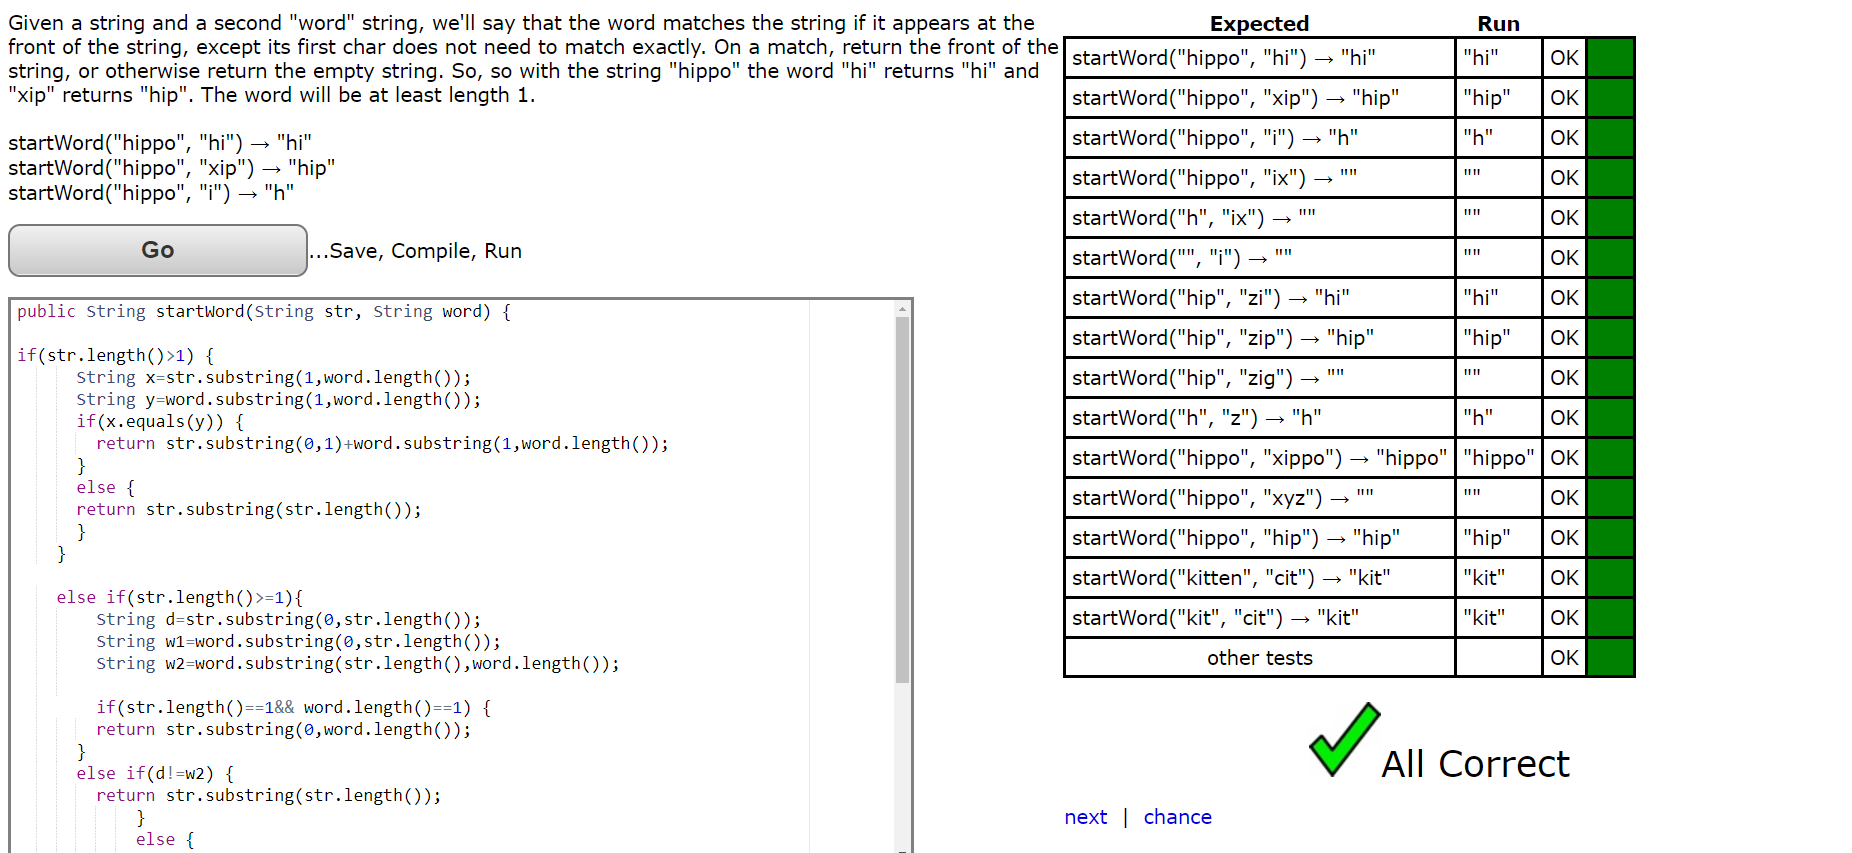 Given a string and a second "word" string, we'll say that the word matches the string if it appears at the
front of the string, except its first char does not need to match exactly. On a match, return the front of the
string, or otherwise return the empty string. So, so with the string "hippo" the word "hi" returns "hi" and
"xip" returns "hip". The word will be at least length 1.
startWord("hippo", "hi") → "hi"
startWord("hippo", "xip") → "hip"
startWord("hippo", "i") → "h"
Go ...Save, Compile, Run
public String startWord(String str, String word) {
if(str.length()>1) {
String x=str.substring(1,word.length());
String y=word.substring(1,word.length());
if(x.equals(y)) {
return str.substring(0,1)+word.substring(1,word.length());
}
else {
return str.substring(str.length());
}
}
else if(str.length()>=1){
String d=str.substring(0,str.length());
String w1=word.substring(0,str.length());
String w2=word.substring(str.length(),word.length());
if(str.length()==1&& word.length()==1) {
return str.substring(0,word.length());
}
else if(d!=w2) {
return str.substring(str.length());
}
else {
Expected Run
startWord("hippo", "hi") → "hi" "hi" OK
startWord("hippo", "xip") → "hip" "hip" OK
startWord("hippo", "i") → "h" "h" OK
startWord("hippo", "ix") → "" "" OK
startWord("h", "ix") → "" "" OK
startWord("", "i") → "" "" OK
startWord("hip", "zi") → "hi" "hi" OK
startWord("hip", "zip") → "hip" "hip" OK
startWord("hip", "zig") → "" "" OK
startWord("h", "z") → "h" "h" OK
startWord("hippo", "xippo") → "hippo" "hippo" OK
startWord("hippo", "xyz") → "" "" OK
startWord("hippo", "hip") → "hip" "hip" OK
startWord("kitten", "cit") → "kit" "kit" OK
startWord("kit", "cit") → "kit" "kit" OK
other tests OK
All Correct
next | chance